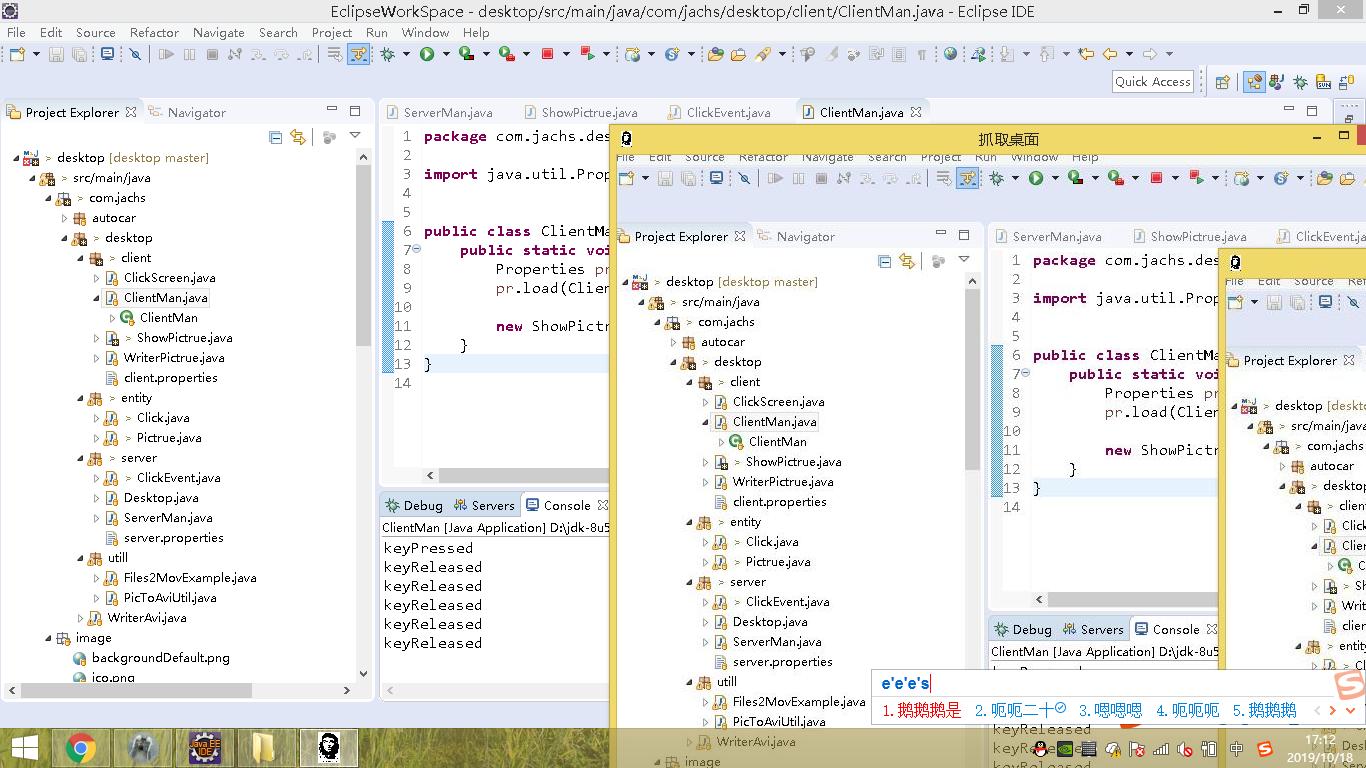 EclipseWorkSpace - desktop/src/main/java/com/jachs/desktop/client/ClientMan.java - Eclipse IDE
File Edit Source Refactor Navigate Search Project Run Window Help
Quick Access
Project Explorer Navigator
desktop [desktop master]
src/main/java
com.jachs
autocar
desktop
client
ClickScreen.java
ClientMan.java
ClientMan
ShowPictrue.java
WriterPictrue.java
client.properties
entity
Click.java
Pictrue.java
server
ClickEvent.java
Desktop.java
ServerMan.java
server.properties
utill
Files2MovExample.java
PicToAviUtil.java
WriterAvi.java
image
backgroundDefault.png
ico.png
ServerMan.java ShowPictrue.java ClickEvent.java ClientMan.java
1 package com.jachs.des
2
3 import java.util.Prop
4
5
6 public class ClientMa
7 public static voi
8 Properties pr
9 pr.load(Clien
10
11 new ShowPictr
12 }
13 }
14
Debug Servers Console
ClientMan [Java Application] D:\jdk-8u5
keyPressed
keyReleased
keyReleased
keyReleased
keyReleased
keyReleased
抓取桌面
File Edit Source Refactor Navigate Search Project Run Window Help
Project Explorer Navigator
desktop [desktop master]
src/main/java
com.jachs
autocar
desktop
client
ClickScreen.java
ClientMan.java
ClientMan
ShowPictrue.java
WriterPictrue.java
client.properties
entity
Click.java
Pictrue.java
server
ClickEvent.java
Desktop.java
ServerMan.java
server.properties
utill
Files2MovExample.java
PicToAviUtil.java
WriterAvi.java
image
ServerMan.java ShowPictrue.java ClickEvent.ja
1 package com.jachs.des
2
3 import java.util.Prop
4
5
6 public class ClientMa
7 public static voi
8 Properties pr
9 pr.load(Clien
10
11 new ShowPictr
12 }
13 }
14
Debug Servers Console
ClientMan [Java Application] D:\jdk-8u5
File Edit Source Refa
Project Explorer
desktop [deskto
src/main/java
com.jachs
autocar
desktop
client
Click
Clien
C
Sh
Writ
clien
entity
Cl
e'e'e's
1.鹅鹅鹅是 2.呃呃二十 3.嗯嗯嗯 4.呃呃呃 5.鹅鹅鹅
keyReleased
中
17:12
2019/10/18